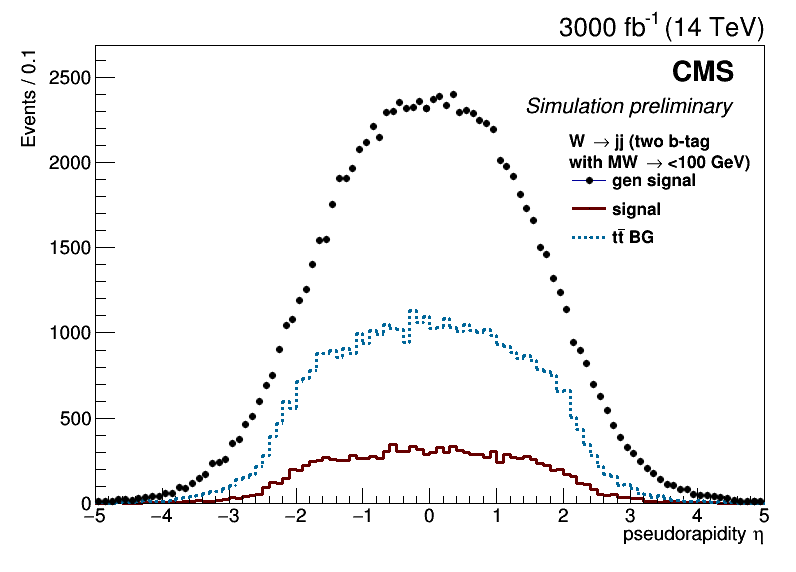 3000 fb-1 (14 TeV)
CMS
Simulation preliminary
W → jj (two b-tag
with MW → <100 GeV)
gen signal
signal
tt̄ BG
Events / 0.1
2500
2000
1500
1000
500
0
−5 −4 −3 −2 −1 0 1 2 3 4 5
pseudorapidity η